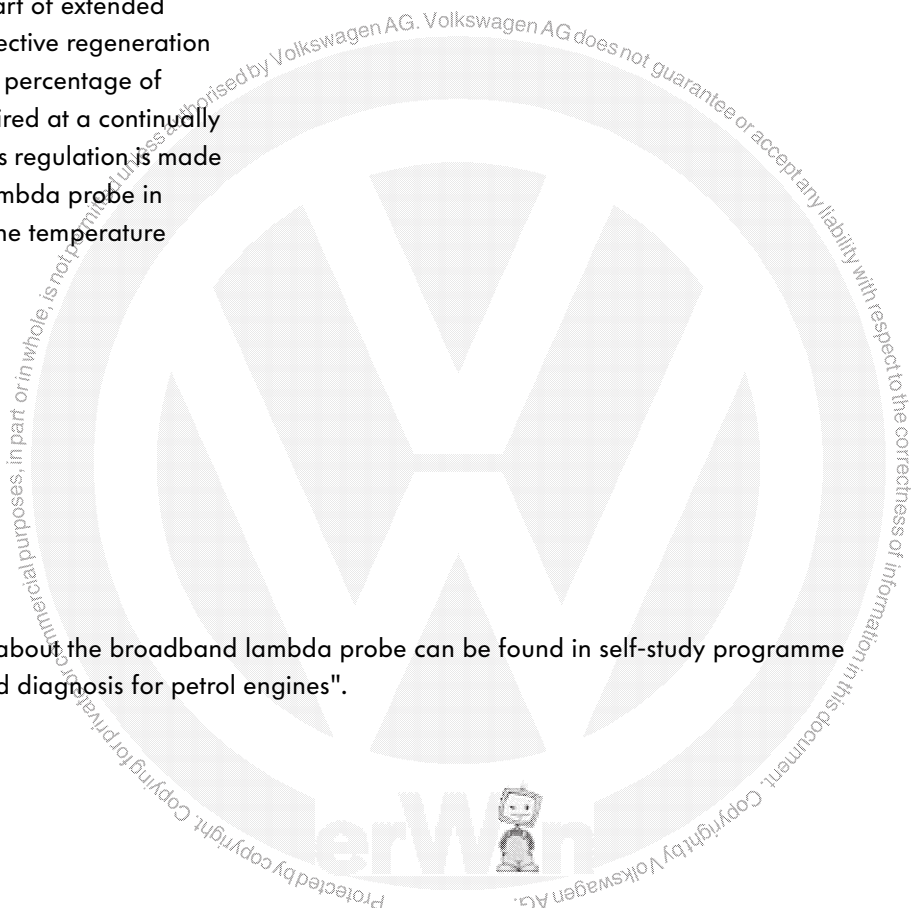 art of extended
ective regeneration
percentage of
ired at a continually
s regulation is made
mbda probe in
he temperature
about the broadband lambda probe can be found in self-study programme
d diagnosis for petrol engines".
Protected by copyright. Copying for private or commercial purposes, in part or in whole, is not permitted unless authorised by Volkswagen AG. Volkswagen AG does not guarantee or accept any liability with respect to the correctness of information in this document. Copyright by Volkswagen AG.
erWin